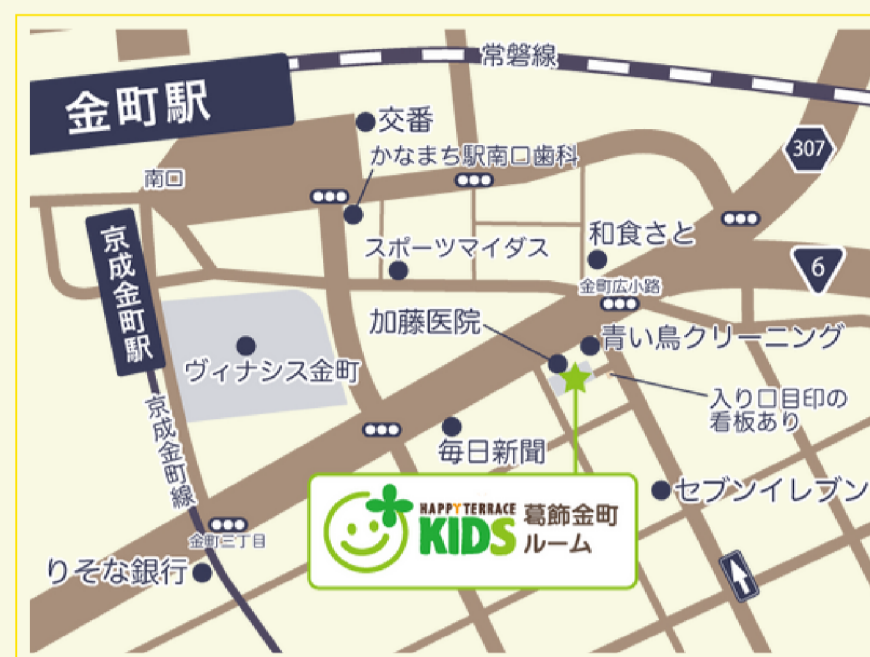 常磐線
金町駅
交番
307
かなまち駅南口歯科
南口
スポーツマイダス
和食さと
京成金町駅
6
金町広小路
加藤医院
青い鳥クリーニング
ヴィナシス金町
入り口目印の
看板あり
京成金町線
毎日新聞
セブンイレブン
HAPPY TERRACE
KIDS
葛飾金町
ルーム
金町三丁目
りそな銀行